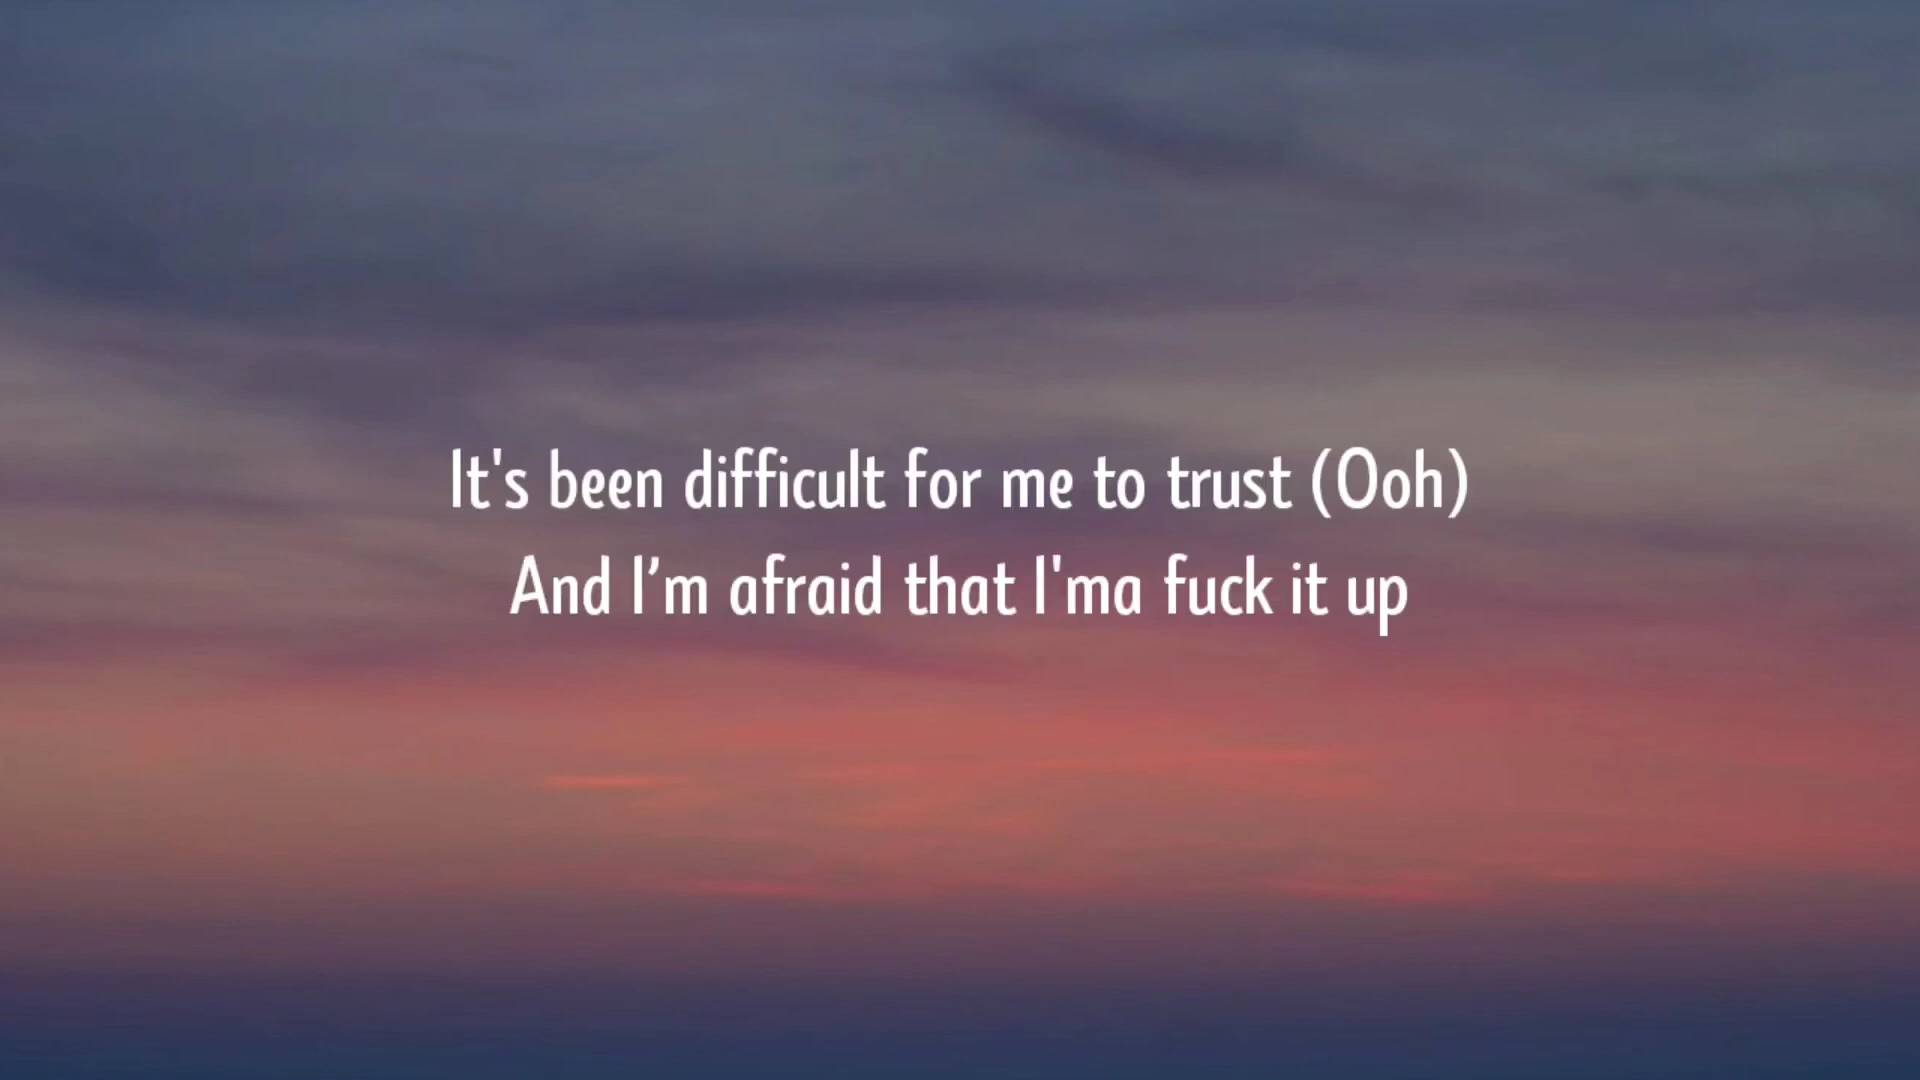 It's been difficult for me to trust (Ooh)
And I’m afraid that I'ma fuck it up